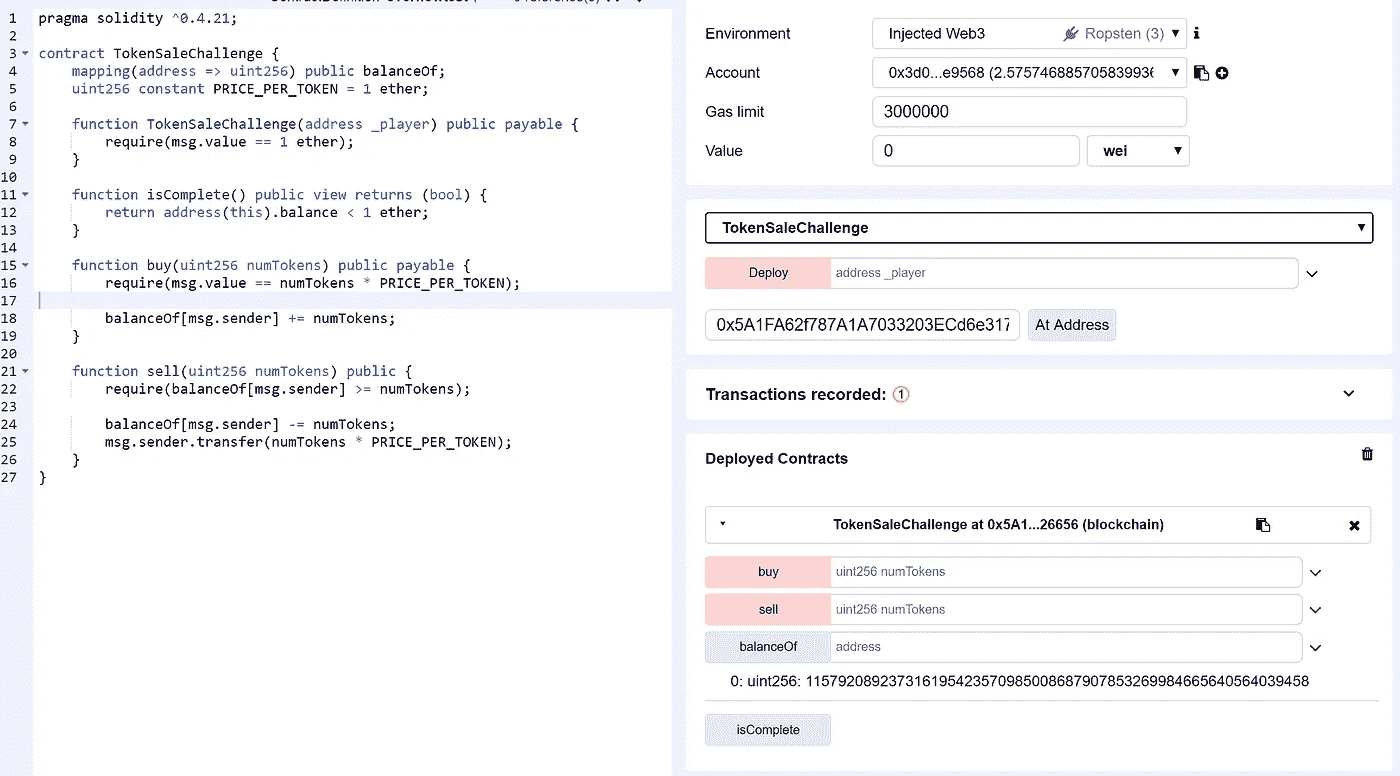 pragma solidity ^0.4.21;
contract TokenSaleChallenge {
mapping(address => uint256) public balanceOf;
uint256 constant PRICE_PER_TOKEN = 1 ether;
function TokenSaleChallenge(address _player) public payable {
require(msg.value == 1 ether);
}
function isComplete() public view returns (bool) {
return address(this).balance < 1 ether;
}
function buy(uint256 numTokens) public payable {
require(msg.value == numTokens * PRICE_PER_TOKEN);
balanceOf[msg.sender] += numTokens;
}
function sell(uint256 numTokens) public {
require(balanceOf[msg.sender] >= numTokens);
balanceOf[msg.sender] -= numTokens;
msg.sender.transfer(numTokens * PRICE_PER_TOKEN);
}
}
1
2
3
4
5
6
7
8
9
10
11
12
13
14
15
16
17
18
19
20
21
22
23
24
25
26
27
Environment Injected Web3 Ropsten (3) i
Account 0x3d0...e9568 (2.57574688570583993
Gas limit 3000000
Value 0 wei
TokenSaleChallenge
Deploy address _player
0x5A1FA62f787A1A7033203ECd6e317 At Address
Transactions recorded: 1
Deployed Contracts
TokenSaleChallenge at 0x5A1...26656 (blockchain)
buy uint256 numTokens
sell uint256 numTokens
balanceOf address
0: uint256: 115792089237316195423570985008687907853269984665640564039458
isComplete